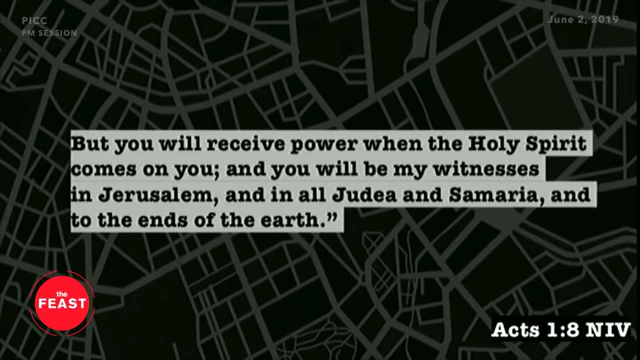 PICC
PM SESSION
June 2, 2019
But you will receive power when the Holy Spirit
comes on you; and you will be my witnesses
in Jerusalem, and in all Judea and Samaria, and
to the ends of the earth.”
the
FEAST
Acts 1:8 NIV